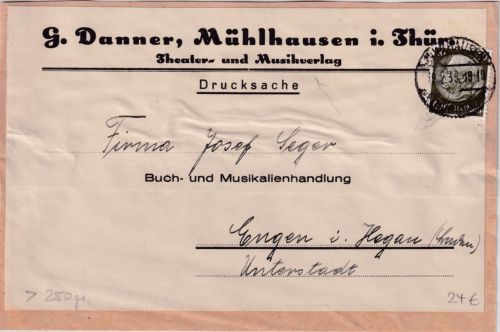 G. Danner, Mühlhausen i. Thür.
Theater- und Musikverlag
Drucksache
Firma Josef Seger
Buch- und Musikalienhandlung
Engen i. Hegau (Baden)
Unterstadt
> 250 gr.
24 €